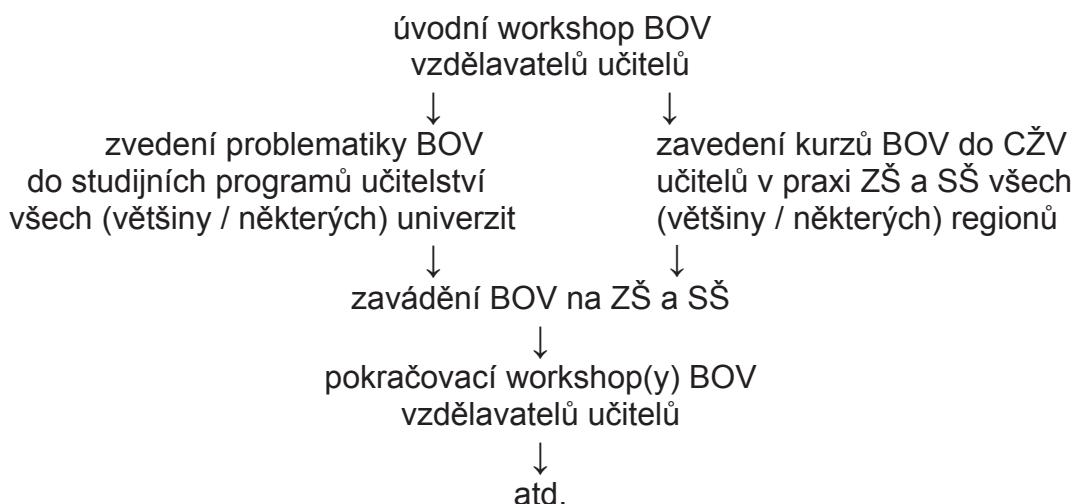 úvodní workshop BOV
vzdělavatelů učitelů
↓ ↓
zvedení problematiky BOV
do studijních programů učitelství
všech (většiny / některých) univerzit
zavedení kurzů BOV do CŽV
učitelů v praxi ZŠ a SŠ všech
(většiny / některých) regionů
↓ ↓
zavádění BOV na ZŠ a SŠ
↓
pokračovací workshop(y) BOV
vzdělavatelů učitelů
↓
atd.